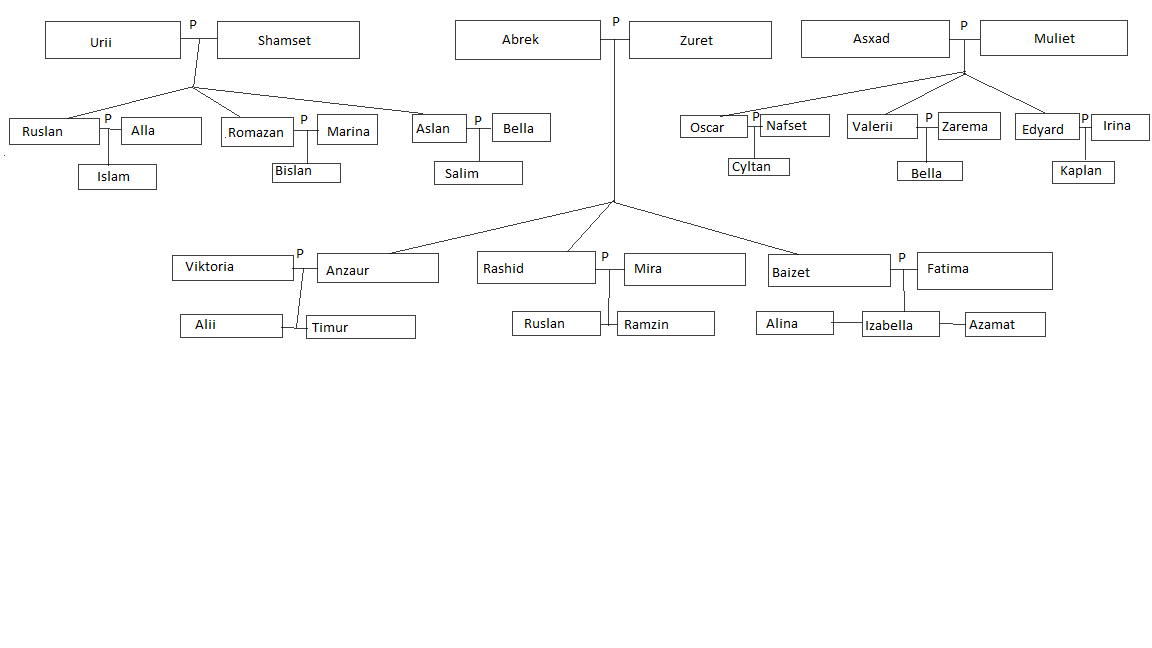 Urii P Shamset
Abrek P Zuret
Asxad P Muliet
Ruslan P Alla
.Romazan P Marina
Aslan P Bella
Oscar P Nafset
Valerii P Zarema
Edyard P Irina
Islam
Bislan
Salim
Cyltan
Bella
Kaplan
Viktoria P Anzaur
Rashid P Mira
Baizet P Fatima
Alii Timur
Ruslan Ramzin
Alina Izabella Azamat